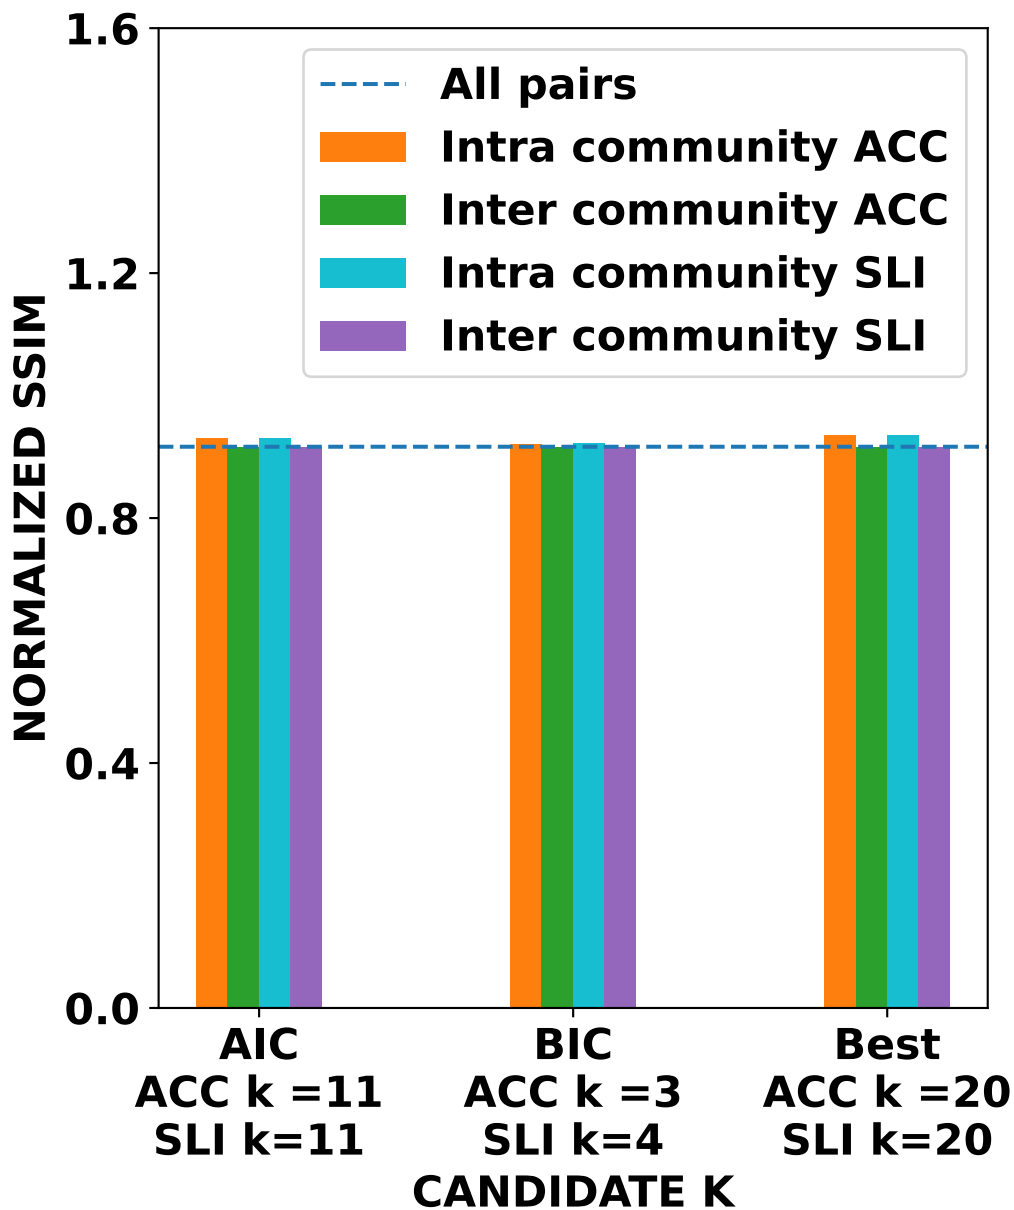 1.6
1.2
0.8
0.4
0.0
NORMALIZED SSIM
All pairs
Intra community ACC
Inter community ACC
Intra community SLI
Inter community SLI
AIC
ACC k =11
SLI k=11
BIC
ACC k =3
SLI k=4
Best
ACC k =20
SLI k=20
CANDIDATE K